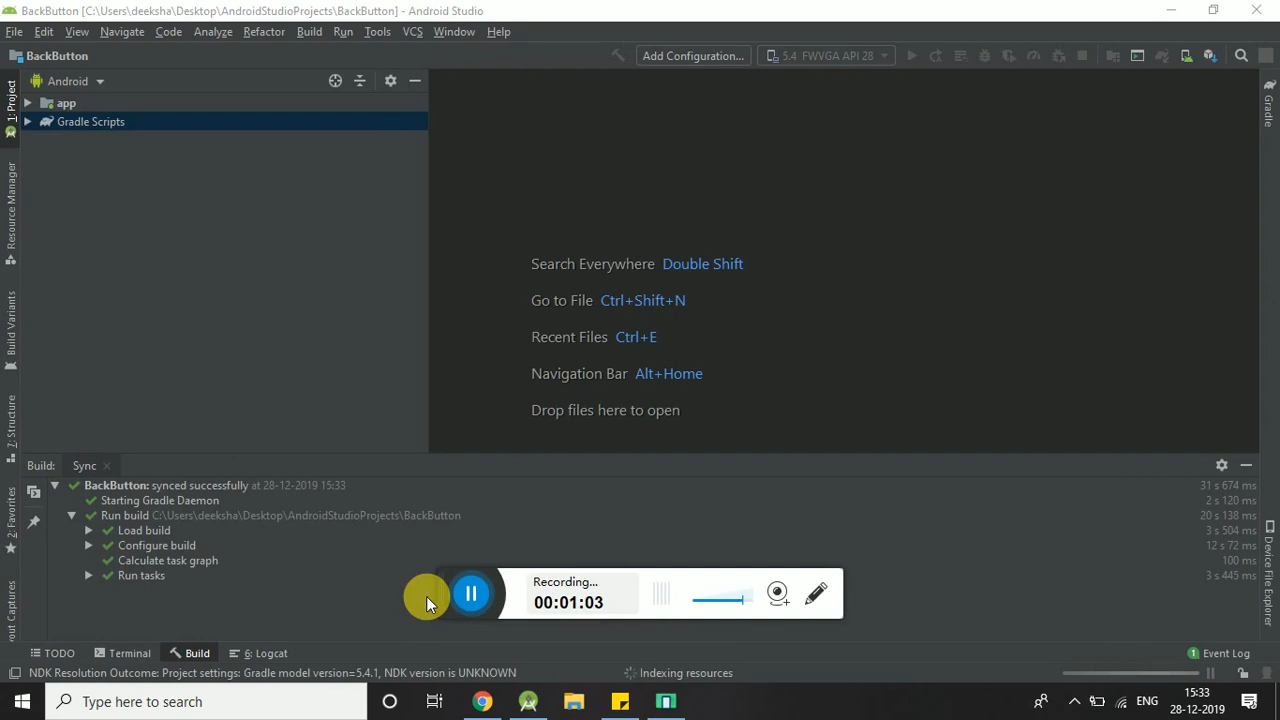 BackButton [C:\Users\deeksha\Desktop\AndroidStudioProjects\BackButton] - Android Studio
File Edit View Navigate Code Analyze Refactor Build Run Tools VCS Window Help
BackButton
Add Configuration...
5.4 FWVGA API 28
Android
app
Gradle Scripts
1: Project
Resource Manager
Build Variants
7: Structure
2: Favorites
Gradle
Device File Explorer
Search Everywhere Double Shift
Go to File Ctrl+Shift+N
Recent Files Ctrl+E
Navigation Bar Alt+Home
Drop files here to open
Build: Sync
BackButton: synced successfully at 28-12-2019 15:33 31 s 674 ms
Starting Gradle Daemon 2 s 120 ms
Run build C:\Users\deeksha\Desktop\AndroidStudioProjects\BackButton 20 s 138 ms
Load build 3 s 504 ms
Configure build 12 s 72 ms
Calculate task graph 100 ms
Run tasks 3 s 445 ms
Recording...
00:01:03
TODO Terminal Build 6: Logcat
1 Event Log
NDK Resolution Outcome: Project settings: Gradle model version=5.4.1, NDK version is UNKNOWN
Indexing resources
Type here to search
ENG
15:33
28-12-2019